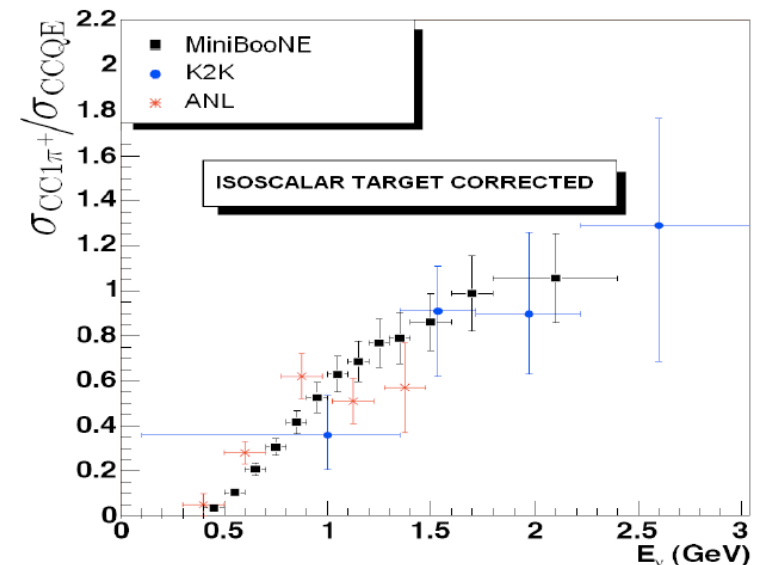 σCC1π+/σCCQE
2.2
2
1.8
1.6
1.4
1.2
1
0.8
0.6
0.4
0.2
0
MiniBooNE
K2K
ANL
ISOSCALAR TARGET CORRECTED
0 0.5 1 1.5 2 2.5 3
Eν (GeV)